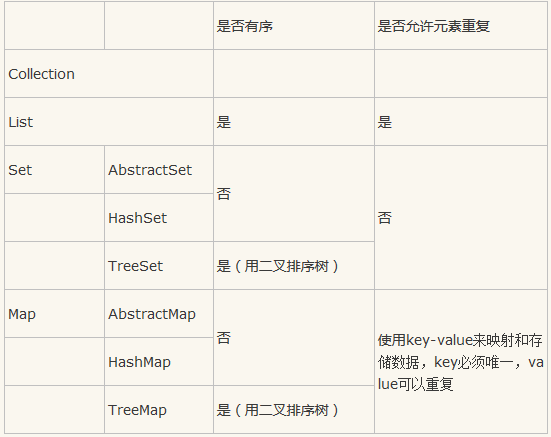 是否有序 是否允许元素重复
Collection
List 是 是
Set AbstractSet
否
HashSet
否
TreeSet 是（用二叉排序树）
Map AbstractMap
否
HashMap
使用key-value来映射和存
储数据，key必须唯一，va
lue可以重复
TreeMap 是（用二叉排序树）